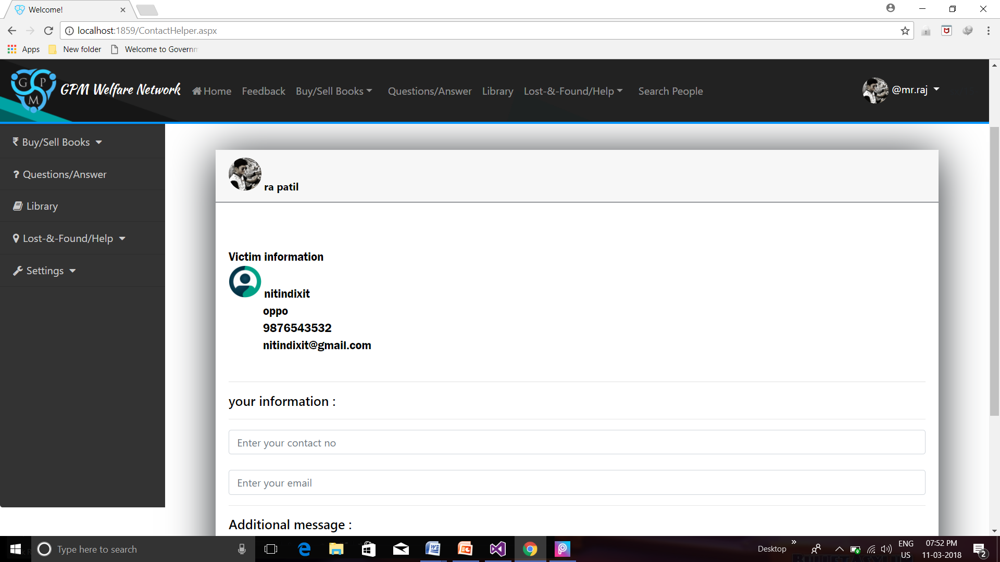 Welcome!
localhost:1859/ContactHelper.aspx
Apps New folder Welcome to Governm
G P M
GPM Welfare Network Home Feedback Buy/Sell Books Questions/Answer Library Lost-&-Found/Help Search People @mr.raj
₹ Buy/Sell Books
? Questions/Answer
Library
Lost-&-Found/Help
Settings
ra patil
Victim information
nitindixit
oppo
9876543532
nitindixit@gmail.com
your information :
Enter your contact no
Enter your email
Additional message :
Type here to search
Desktop
ENG
US
07:52 PM
11-03-2018
2